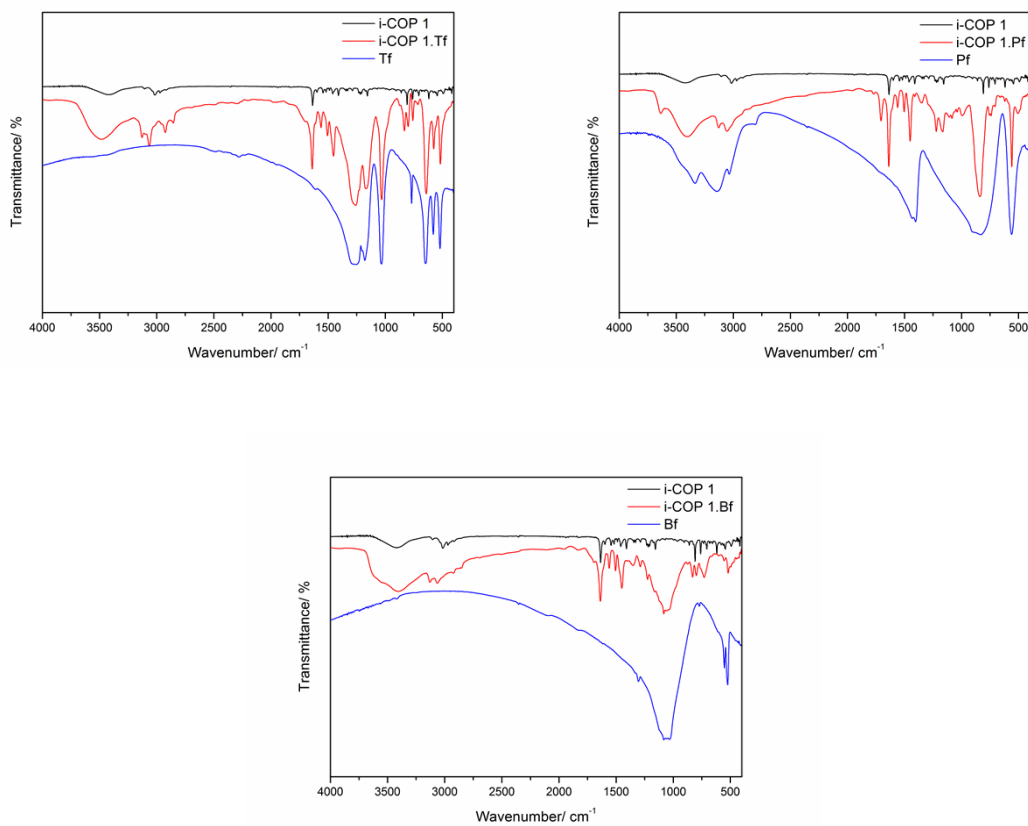 i-COP 1
i-COP 1.Tf
Tf
Transmittance/ %
4000 3500 3000 2500 2000 1500 1000 500
Wavenumber/ cm⁻¹
i-COP 1
i-COP 1.Pf
Pf
Transmittance/ %
4000 3500 3000 2500 2000 1500 1000 500
Wavenumber/ cm⁻¹
i-COP 1
i-COP 1.Bf
Bf
Transmittance/ %
4000 3500 3000 2500 2000 1500 1000 500
Wavenumber/ cm⁻¹